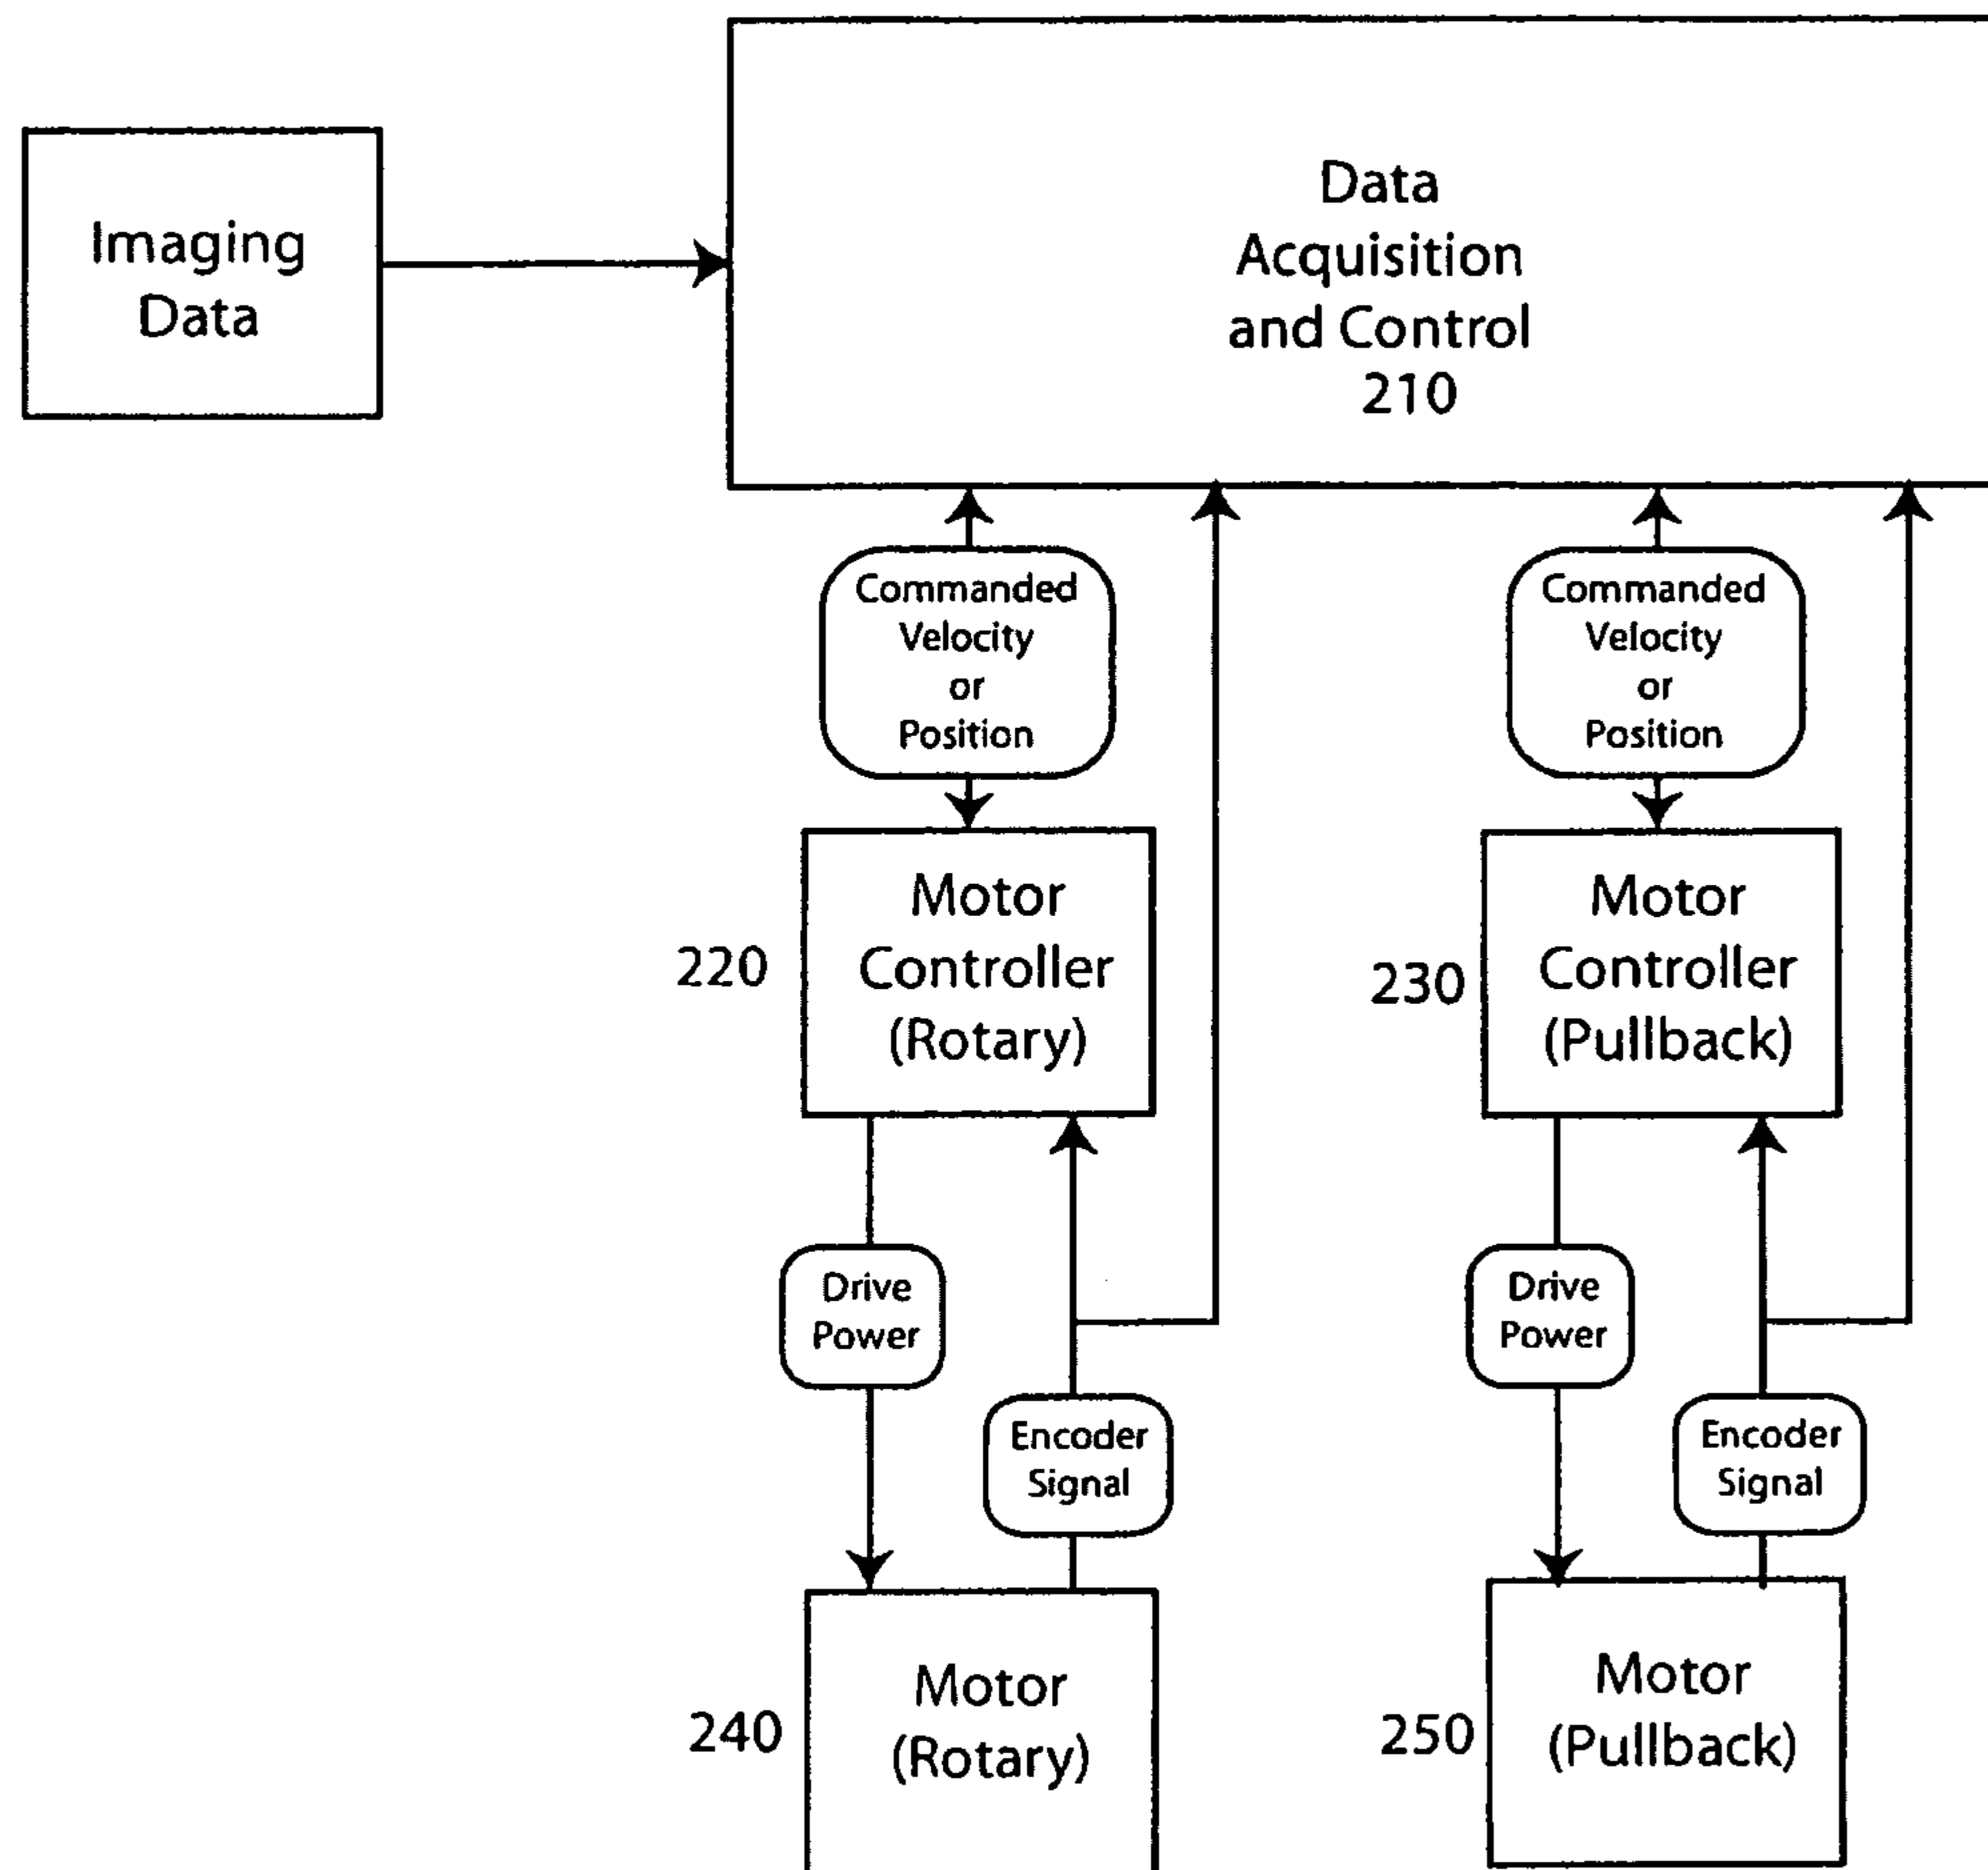 Data
Acquisition
and Control
210
Imaging
Data
Commanded
Velocity
or
Position
Commanded
Velocity
or
Position
220
Motor
Controller
(Rotary)
230
Motor
Controller
(Pullback)
Drive
Power
Encoder
Signal
Drive
Power
Encoder
Signal
240
Motor
(Rotary)
250
Motor
(Pullback)